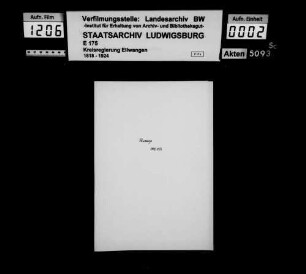 Aufn. Film
1206
Verfilmungsstelle: Landesarchiv BW
-Institut für Erhaltung von Archiv- und Bibliotheksgut-
STAATSARCHIV LUDWIGSBURG
E 175
Kreisregierung Ellwangen
1818 - 1924
Aufn. Einheit
0002
Akten 5093